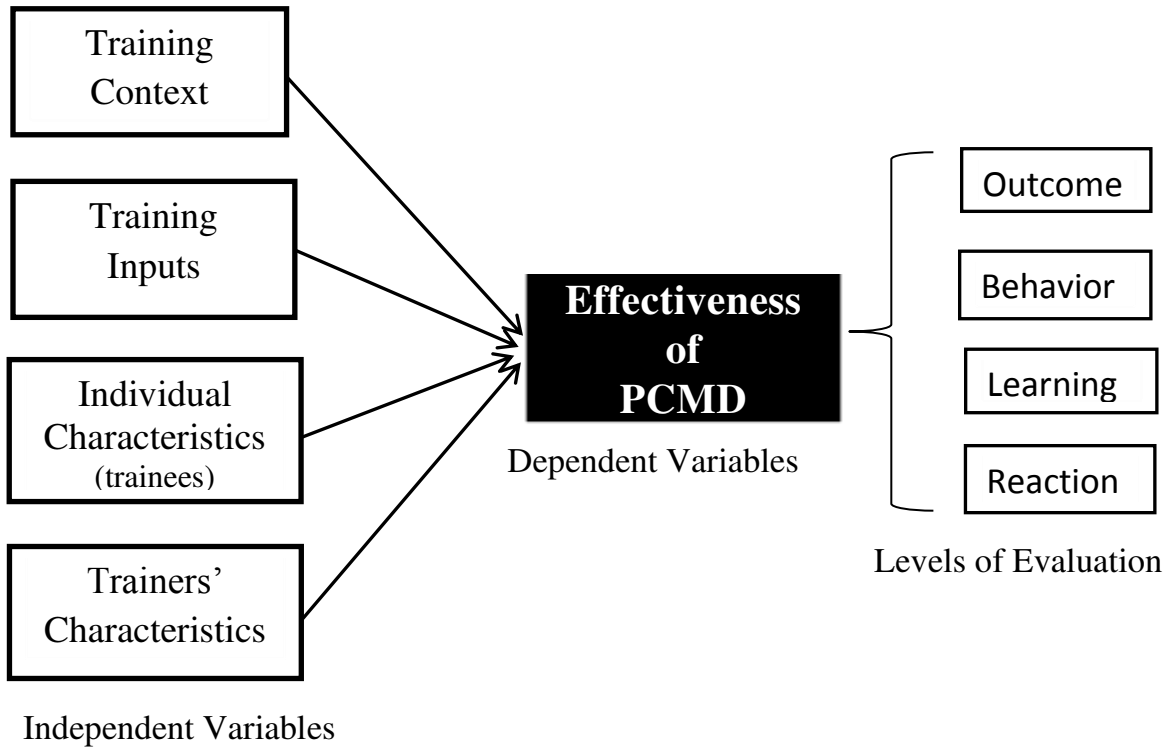 Training
Context
Training
Inputs
Individual
Characteristics
(trainees)
Trainers’
Characteristics
Independent Variables
Effectiveness
of
PCMD
Dependent Variables
Outcome
Behavior
Learning
Reaction
Levels of Evaluation